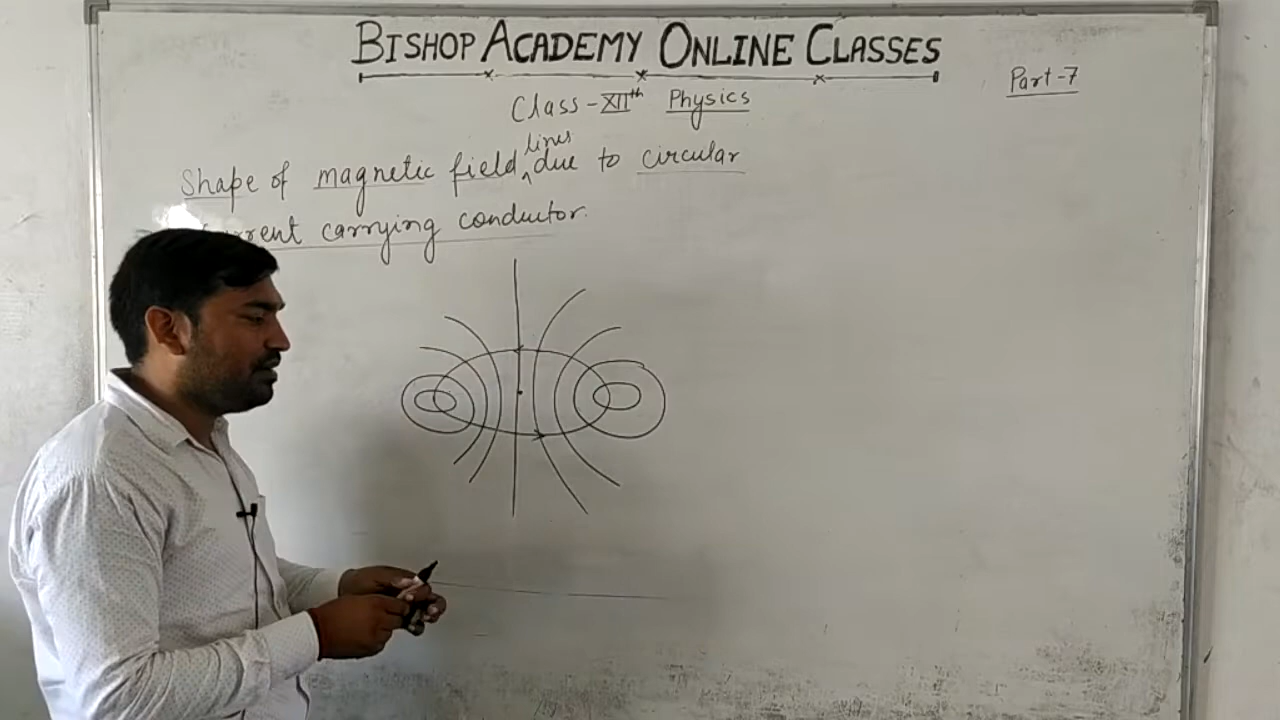 BISHOP ACADEMY ONLINE CLASSES
Part-7
Class-XIIth Physics
lines
Shape of magnetic field due to circular
current carrying conductor.